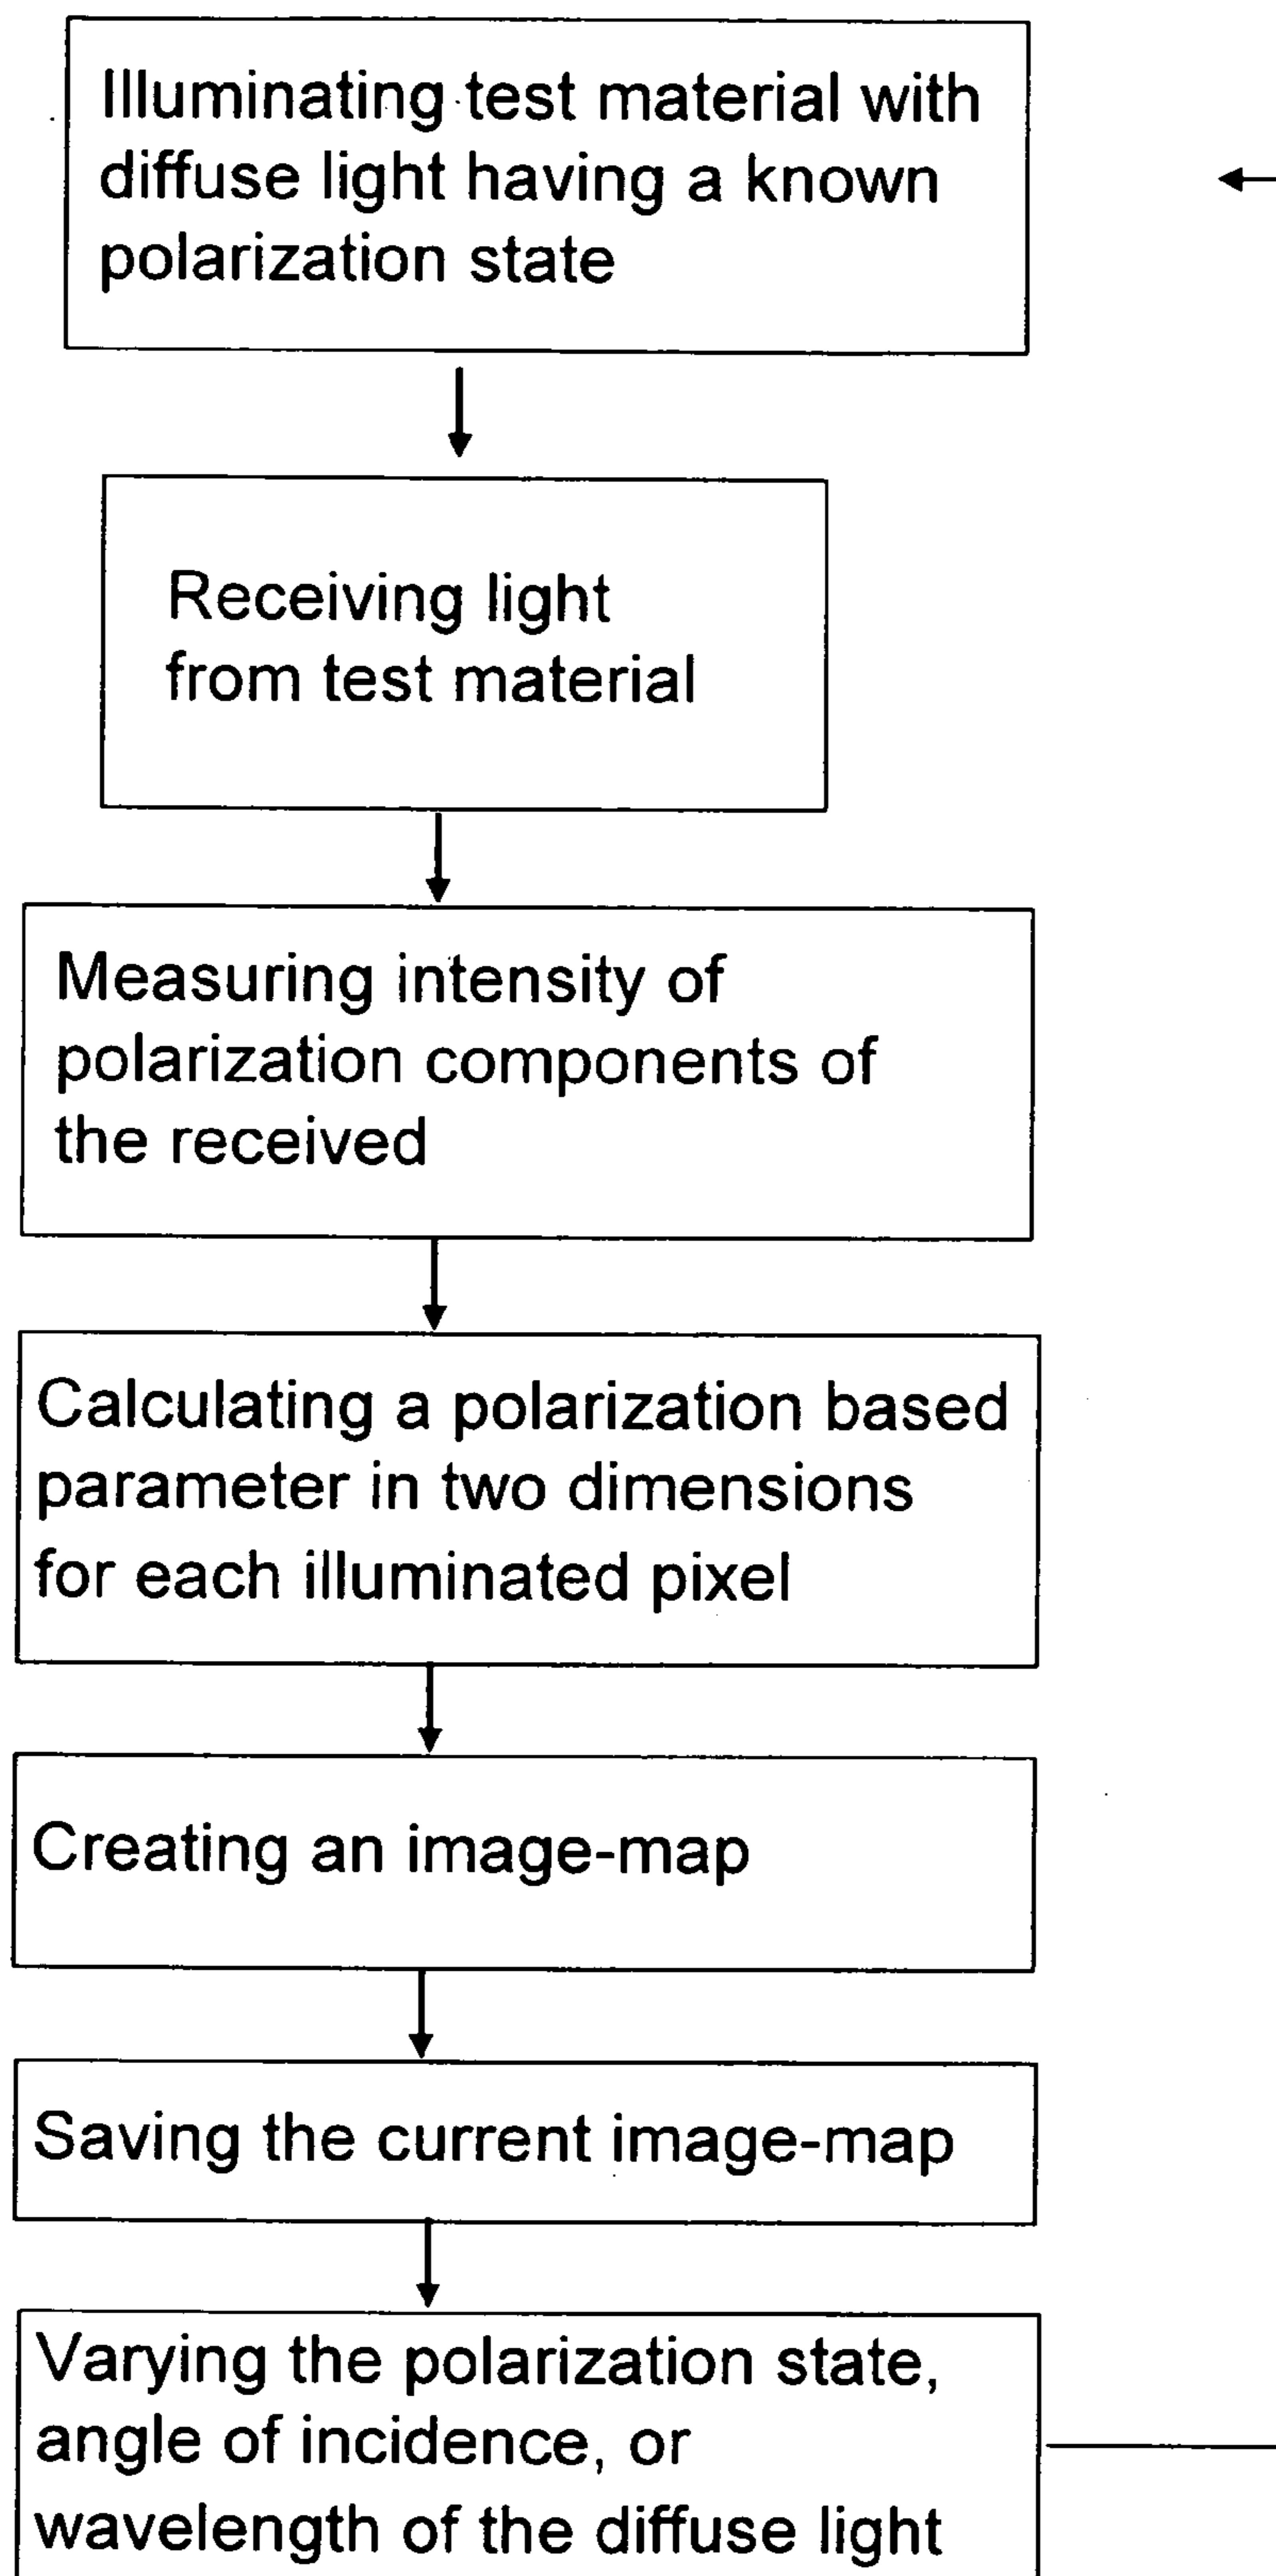 Illuminating test material with
diffuse light having a known
polarization state
Receiving light
from test material
Measuring intensity of
polarization components of
the received
Calculating a polarization based
parameter in two dimensions
for each illuminated pixel
Creating an image-map
Saving the current image-map
Varying the polarization state,
angle of incidence, or
wavelength of the diffuse light